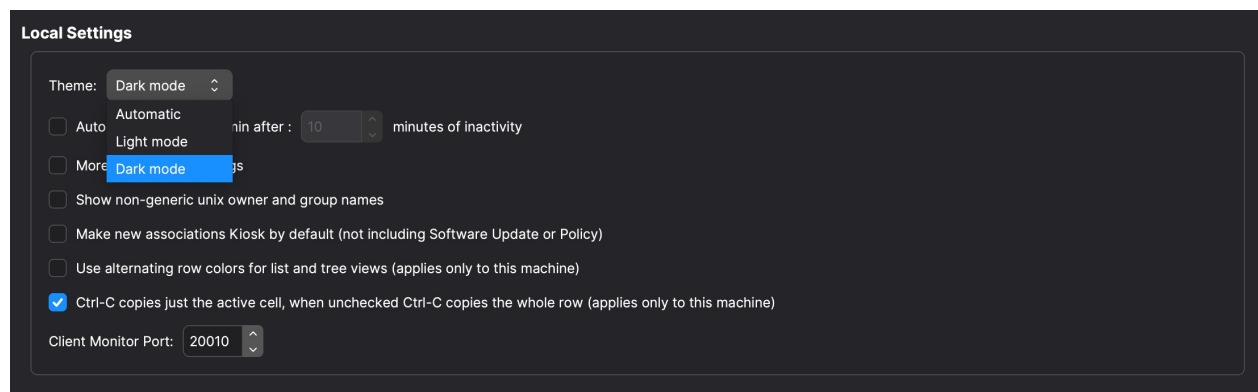 Local Settings
Theme: Dark mode
Automatic
Light mode
Dark mode
Auto
min after : 10 minutes of inactivity
More
Show non-generic unix owner and group names
Make new associations Kiosk by default (not including Software Update or Policy)
Use alternating row colors for list and tree views (applies only to this machine)
Ctrl-C copies just the active cell, when unchecked Ctrl-C copies the whole row (applies only to this machine)
Client Monitor Port: 20010